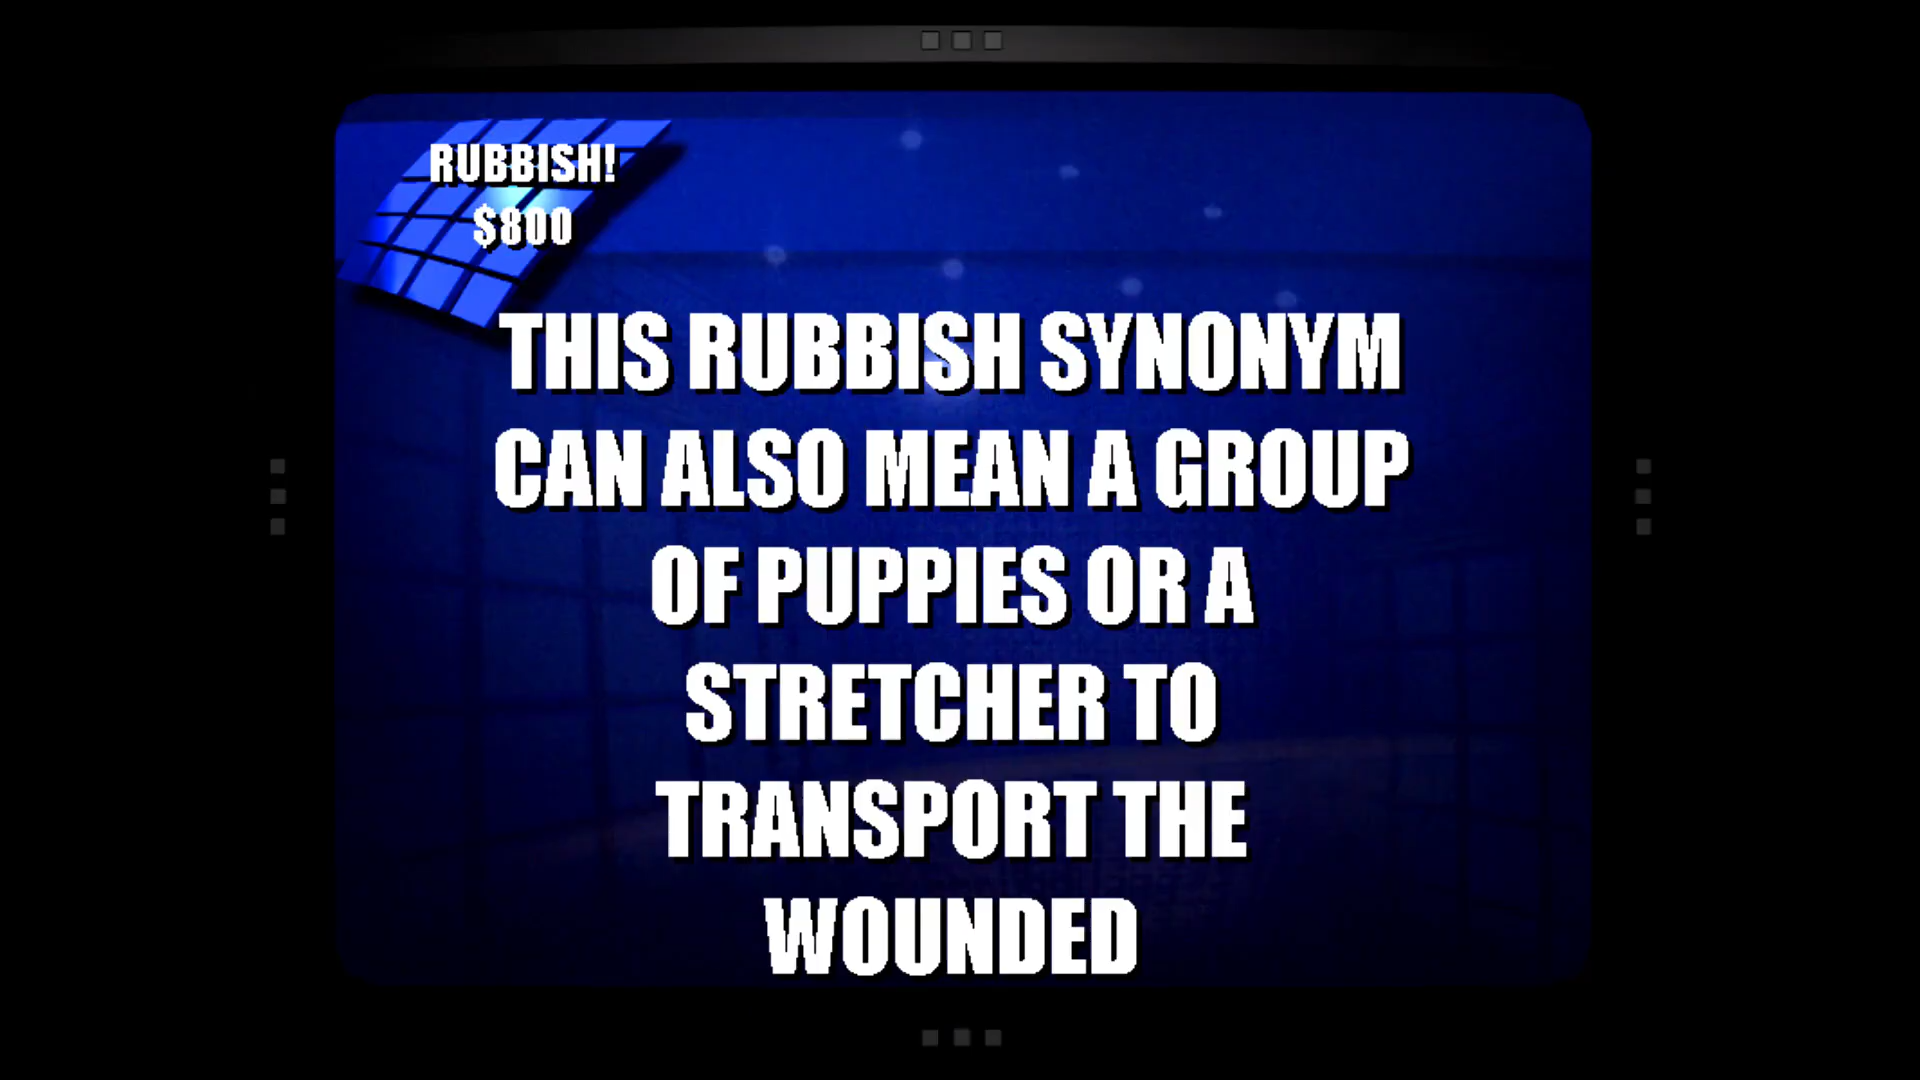 RUBBISH!
$800
THIS RUBBISH SYNONYM
CAN ALSO MEAN A GROUP
OF PUPPIES OR A
STRETCHER TO
TRANSPORT THE
WOUNDED